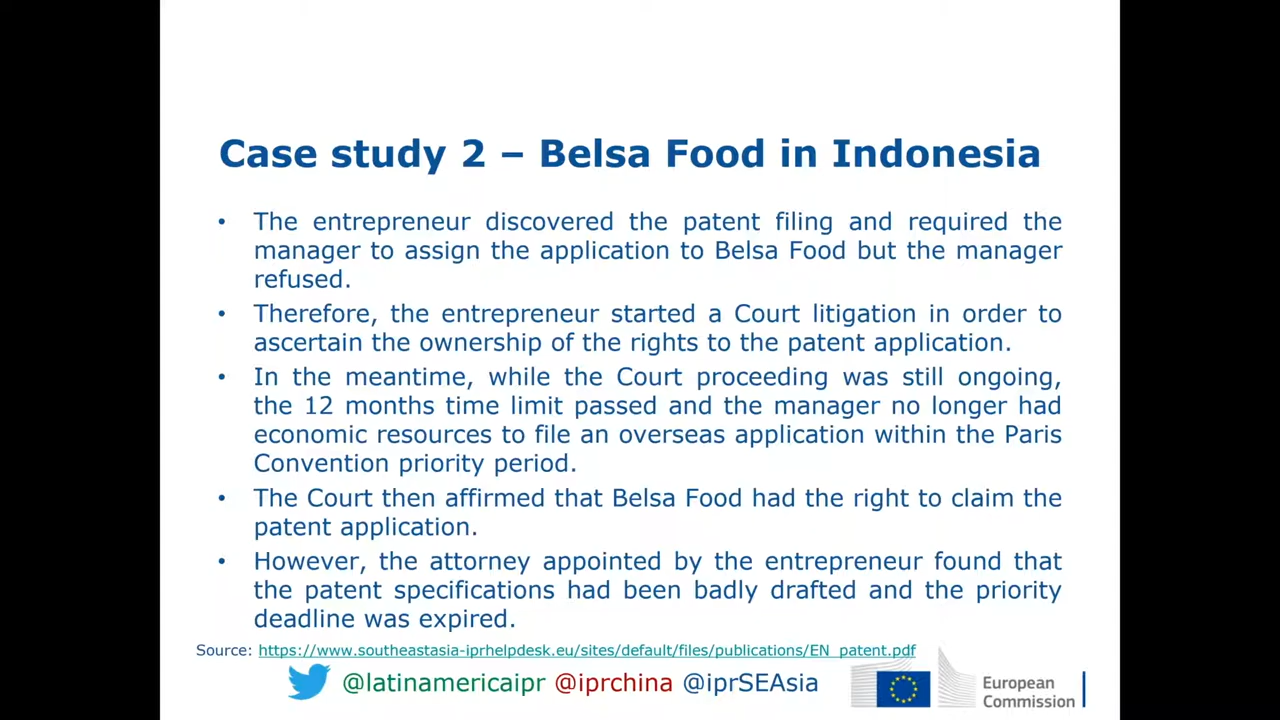 Case study 2 – Belsa Food in Indonesia
• The entrepreneur discovered the patent filing and required the
manager to assign the application to Belsa Food but the manager
refused.
• Therefore, the entrepreneur started a Court litigation in order to
ascertain the ownership of the rights to the patent application.
• In the meantime, while the Court proceeding was still ongoing,
the 12 months time limit passed and the manager no longer had
economic resources to file an overseas application within the Paris
Convention priority period.
• The Court then affirmed that Belsa Food had the right to claim the
patent application.
• However, the attorney appointed by the entrepreneur found that
the patent specifications had been badly drafted and the priority
deadline was expired.
Source: https://www.southeastasia-iprhelpdesk.eu/sites/default/files/publications/EN_patent.pdf
@latinamericaipr @iprchina @iprSEAsia
European
Commission